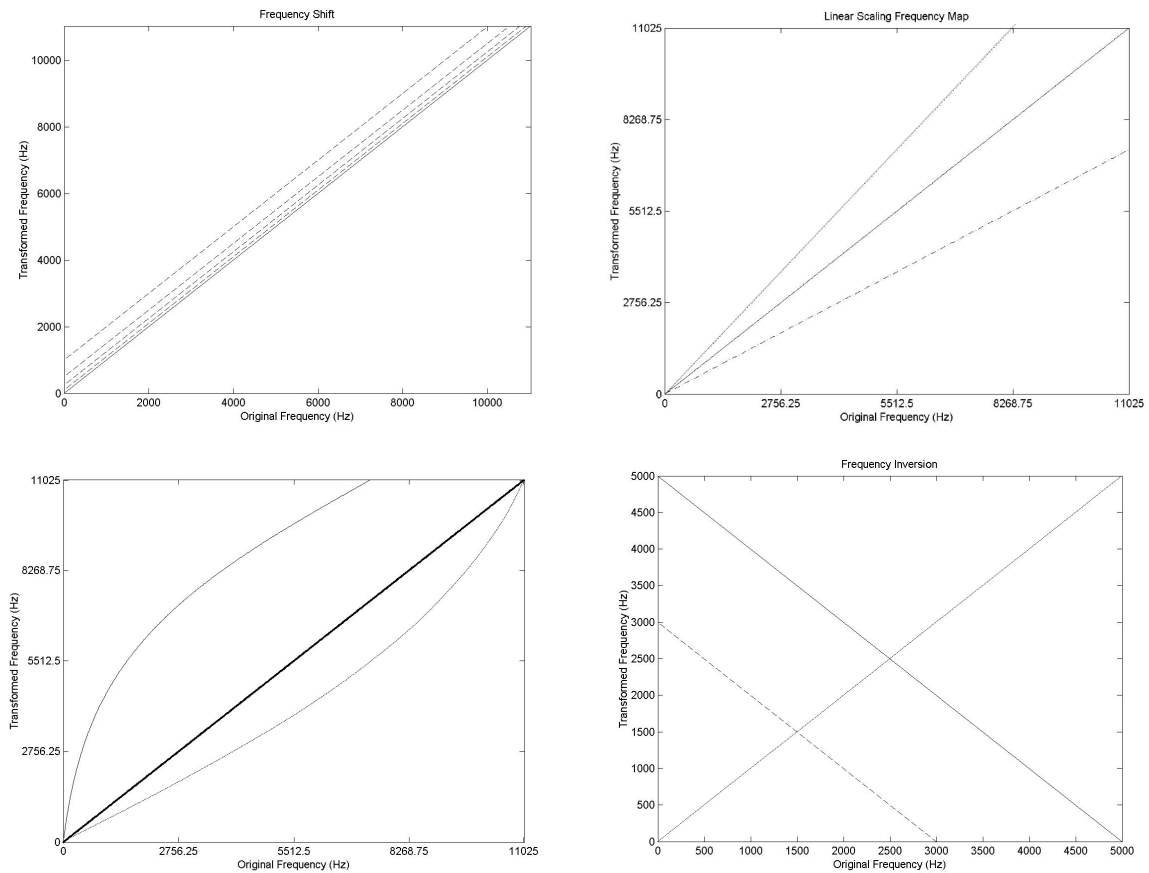 Frequency Shift
10000
8000
6000
4000
2000
0
Transformed Frequency (Hz)
0 2000 4000 6000 8000 10000
Original Frequency (Hz)
Linear Scaling Frequency Map
11025
8268.75
5512.5
2756.25
0
Transformed Frequency (Hz)
0 2756.25 5512.5 8268.75 11025
Original Frequency (Hz)
11025
8268.75
5512.5
2756.25
0
Transformed Frequency (Hz)
0 2756.25 5512.5 8268.75 11025
Original Frequency (Hz)
Frequency Inversion
5000
4500
4000
3500
3000
2500
2000
1500
1000
500
0
Transformed Frequency (Hz)
0 500 1000 1500 2000 2500 3000 3500 4000 4500 5000
Original Frequency (Hz)